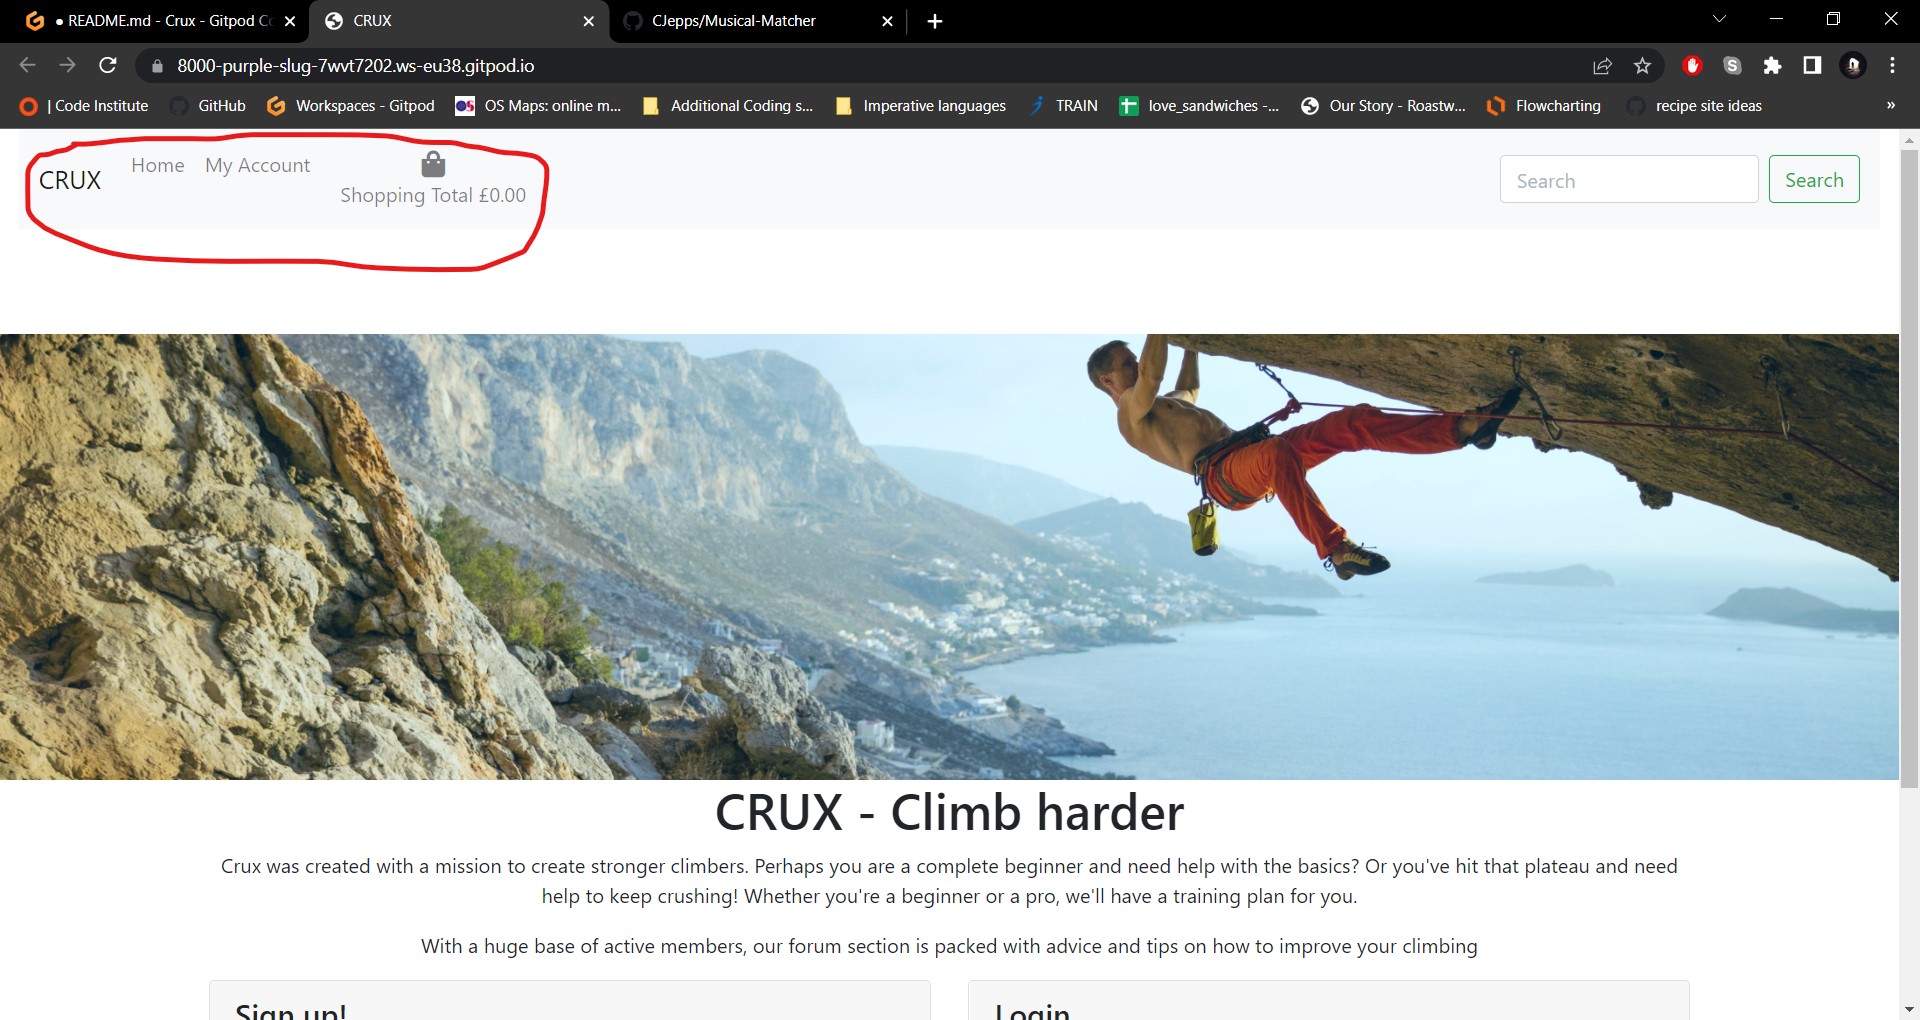 ● README.md - Crux - Gitpod Co
CRUX
CJepps/Musical-Matcher
8000-purple-slug-7wvt7202.ws-eu38.gitpod.io
| Code Institute
GitHub
Workspaces - Gitpod
OS Maps: online m...
Additional Coding s...
Imperative languages
TRAIN
love_sandwiches -...
Our Story - Roastw...
Flowcharting
recipe site ideas
»
CRUX
Home
My Account
Shopping Total £0.00
Search
Search
CRUX - Climb harder
Crux was created with a mission to create stronger climbers. Perhaps you are a complete beginner and need help with the basics? Or you've hit that plateau and need
help to keep crushing! Whether you're a beginner or a pro, we'll have a training plan for you.
With a huge base of active members, our forum section is packed with advice and tips on how to improve your climbing
Sign up!
Login